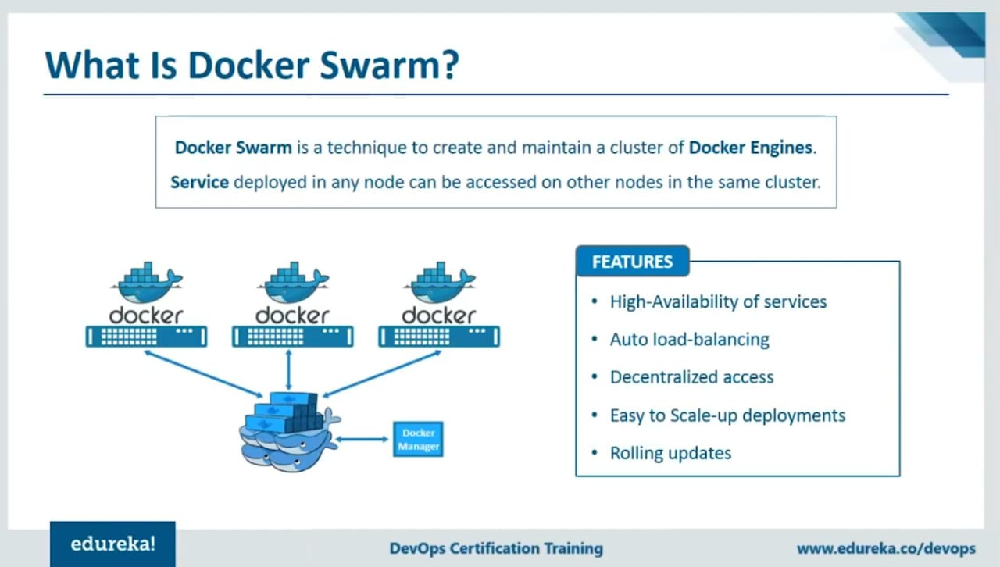 What Is Docker Swarm?
Docker Swarm is a technique to create and maintain a cluster of Docker Engines.
Service deployed in any node can be accessed on other nodes in the same cluster.
docker
docker
docker
Docker
Manager
FEATURES
• High-Availability of services
• Auto load-balancing
• Decentralized access
• Easy to Scale-up deployments
• Rolling updates
edureka!
DevOps Certification Training
www.edureka.co/devops